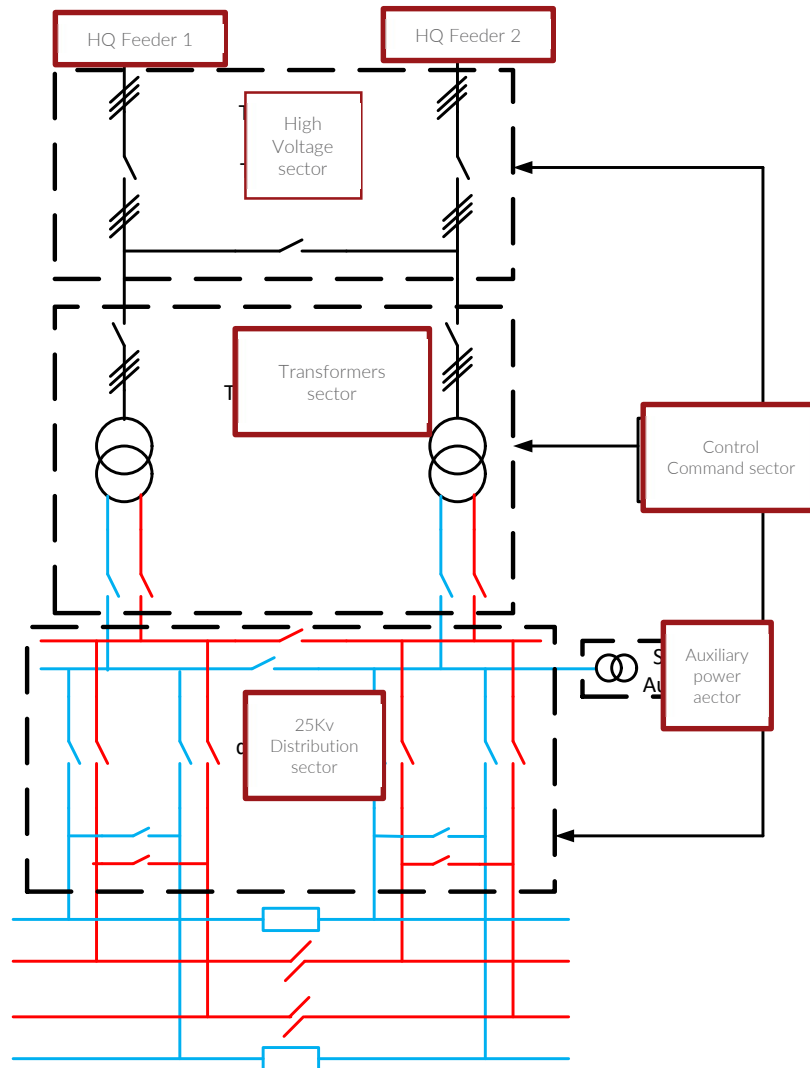 HQ Feeder 1
HQ Feeder 2
High
Voltage
sector
Transformers
sector
Control
Command sector
Auxiliary
power
aector
25Kv
Distribution
sector